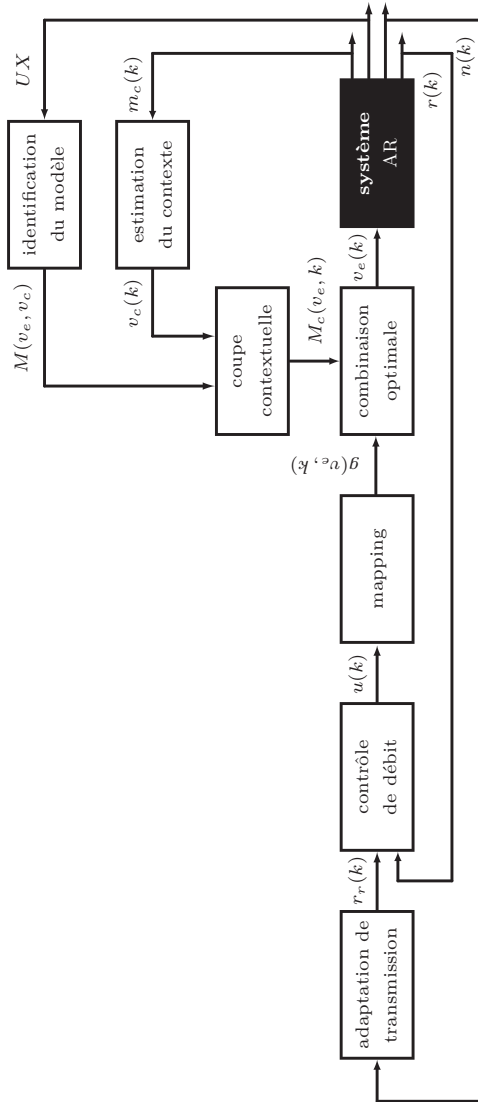 UX
identification
du modèle
M(v_e, v_c)
m_c(k)
estimation
du contexte
v_c(k)
coupe
contextuelle
M_c(v_e, k)
adaptation de
transmission
r_r(k)
contrôle
de débit
u(k)
mapping
g(v_e, k)
combinaison
optimale
v_e(k)
système
AR
r(k)
n(k)